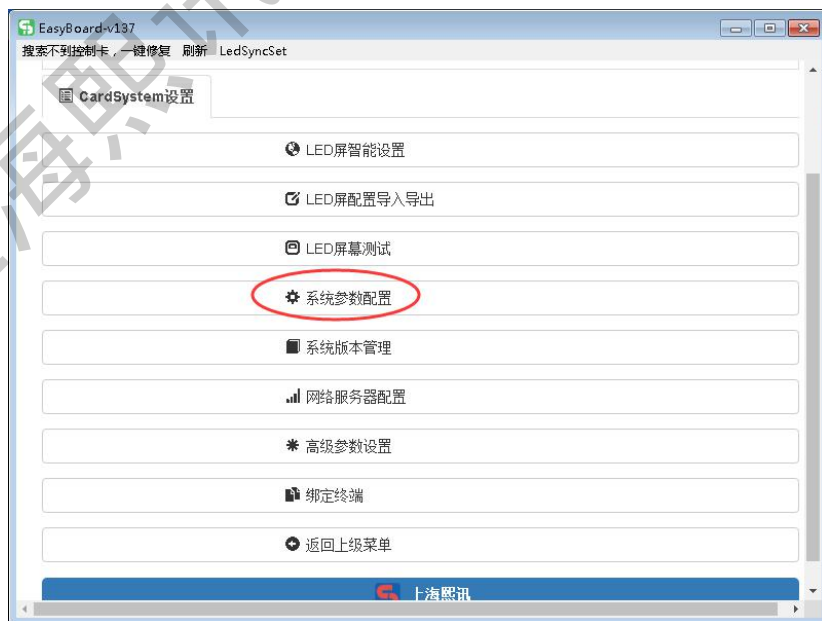 EasyBoard-v137
搜索不到控制卡，一键修复 刷新 LedSyncSet
CardSystem设置
LED屏智能设置
LED屏配置导入导出
LED屏幕测试
系统参数配置
系统版本管理
网络服务器配置
高级参数设置
绑定终端
返回上级菜单
上海熙讯